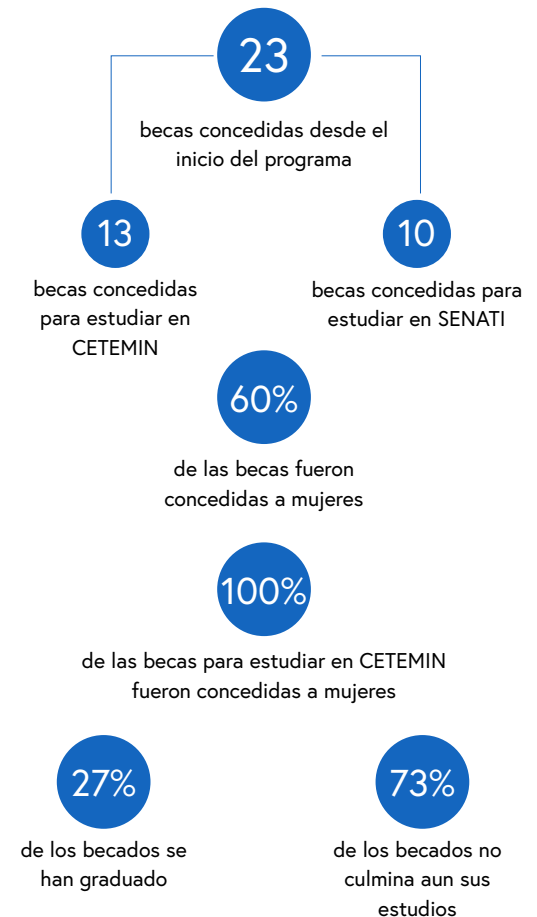 23
becas concedidas desde el
inicio del programa
13
becas concedidas
para estudiar en
CETEMIN
10
becas concedidas para
estudiar en SENATI
60%
de las becas fueron
concedidas a mujeres
100%
de las becas para estudiar en CETEMIN
fueron concedidas a mujeres
27%
de los becados se
han graduado
73%
de los becados no
culmina aun sus
estudios